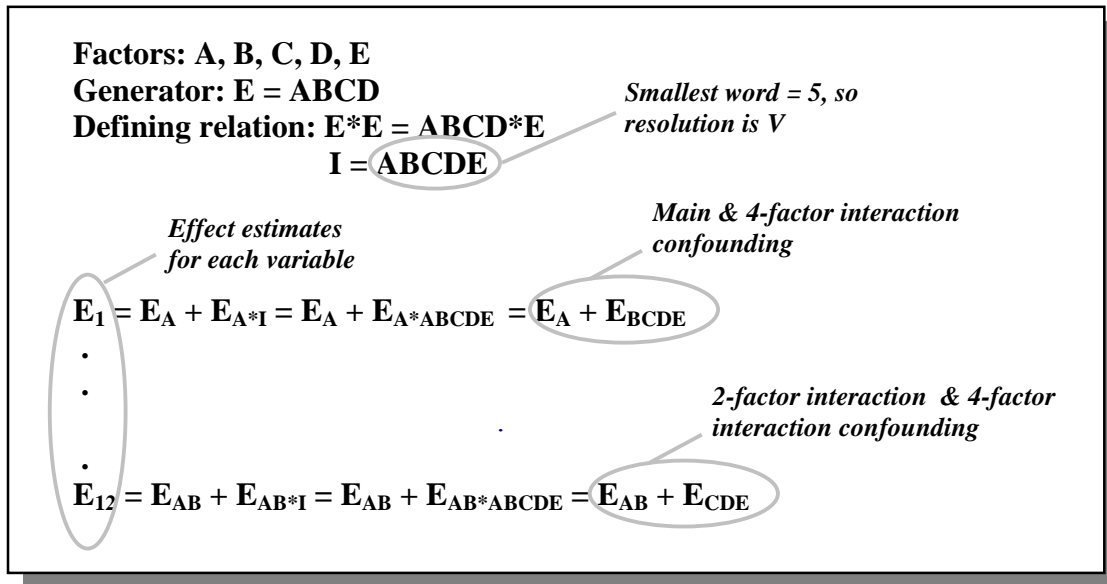 Factors: A, B, C, D, E
Generator: E = ABCD
Defining relation: E*E = ABCD*E
I = ABCDE
Smallest word = 5, so
resolution is V
Effect estimates
for each variable
Main & 4-factor interaction
confounding
E1 = EA + EA*I = EA + EA*ABCDE = EA + EBCDE
.
.
.
2-factor interaction & 4-factor
interaction confounding
E12 = EAB + EAB*I = EAB + EAB*ABCDE = EAB + ECDE